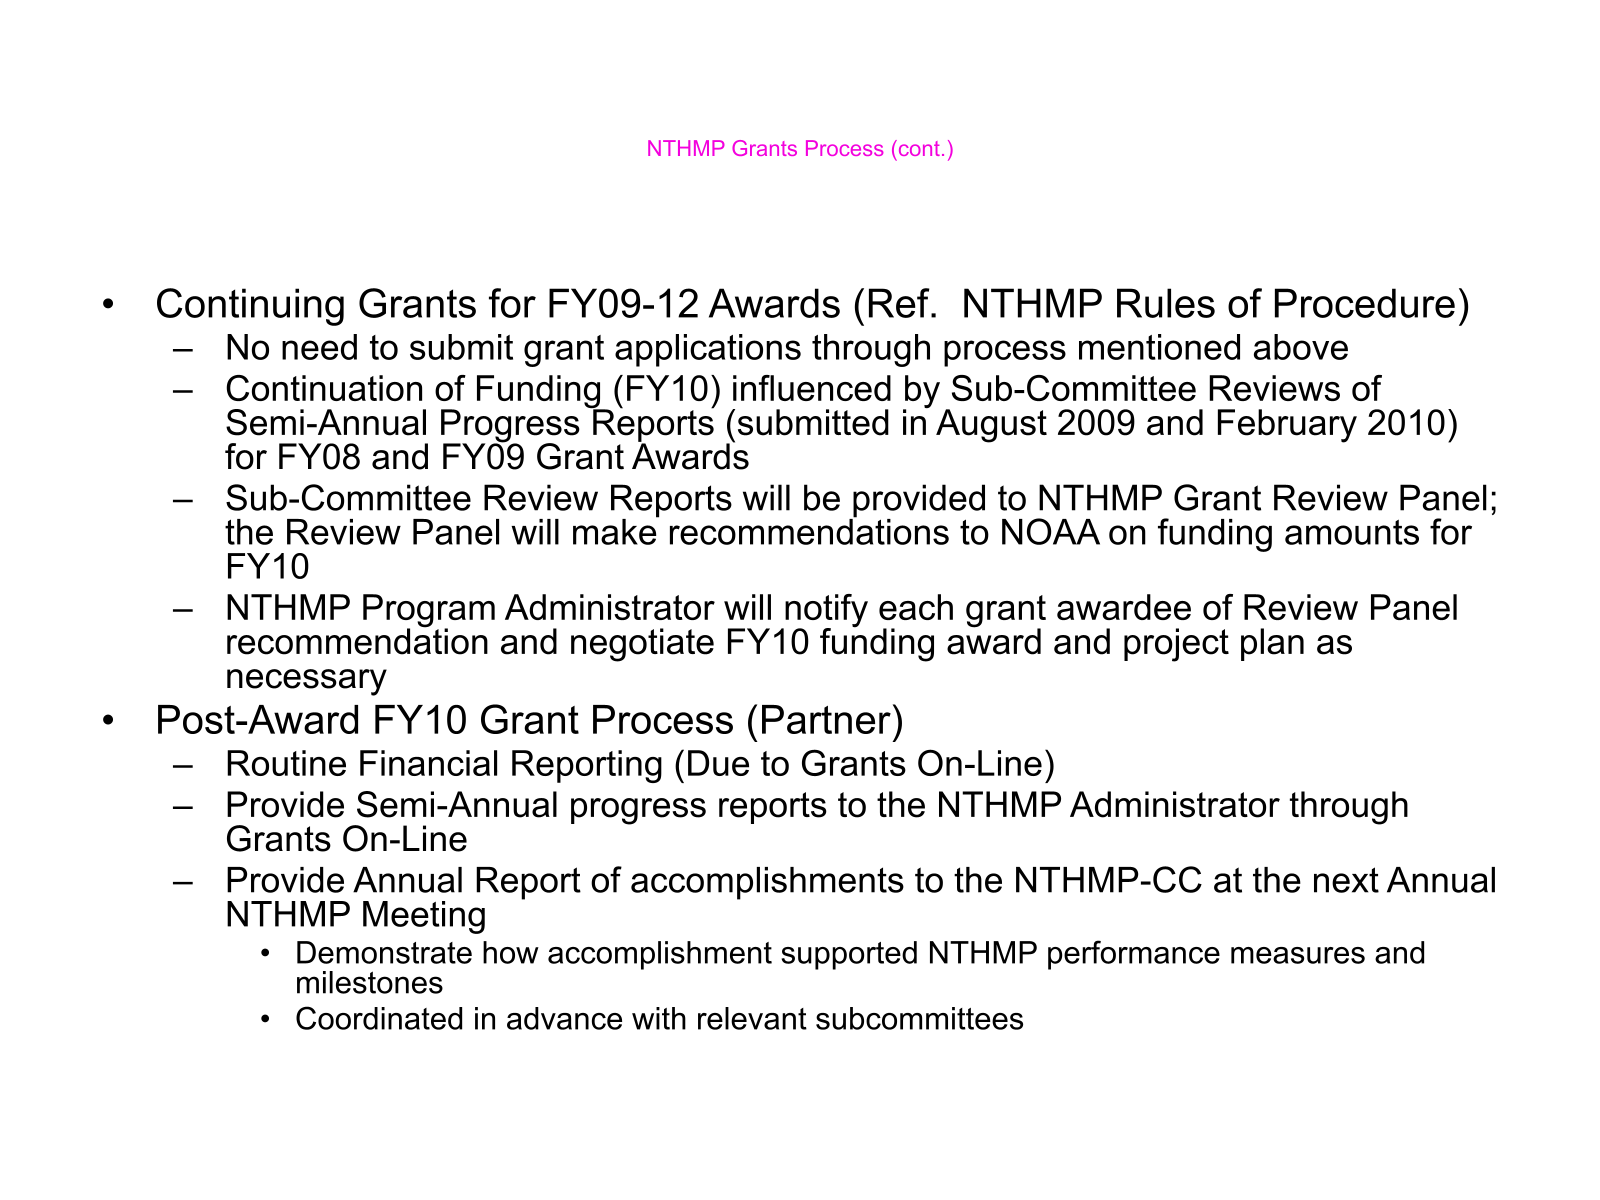 NTHMP Grants Process (cont.)
• Continuing Grants for FY09-12 Awards (Ref.  NTHMP Rules of Procedure)
– No need to submit grant applications through process mentioned above
– Continuation of Funding (FY10) influenced by Sub-Committee Reviews of
Semi-Annual Progress Reports (submitted in August 2009 and February 2010)
for FY08 and FY09 Grant Awards
– Sub-Committee Review Reports will be provided to NTHMP Grant Review Panel;
the Review Panel will make recommendations to NOAA on funding amounts for
FY10
– NTHMP Program Administrator will notify each grant awardee of Review Panel
recommendation and negotiate FY10 funding award and project plan as
necessary
• Post-Award FY10 Grant Process (Partner)
– Routine Financial Reporting (Due to Grants On-Line)
– Provide Semi-Annual progress reports to the NTHMP Administrator through
Grants On-Line
– Provide Annual Report of accomplishments to the NTHMP-CC at the next Annual
NTHMP Meeting
• Demonstrate how accomplishment supported NTHMP performance measures and
milestones
• Coordinated in advance with relevant subcommittees